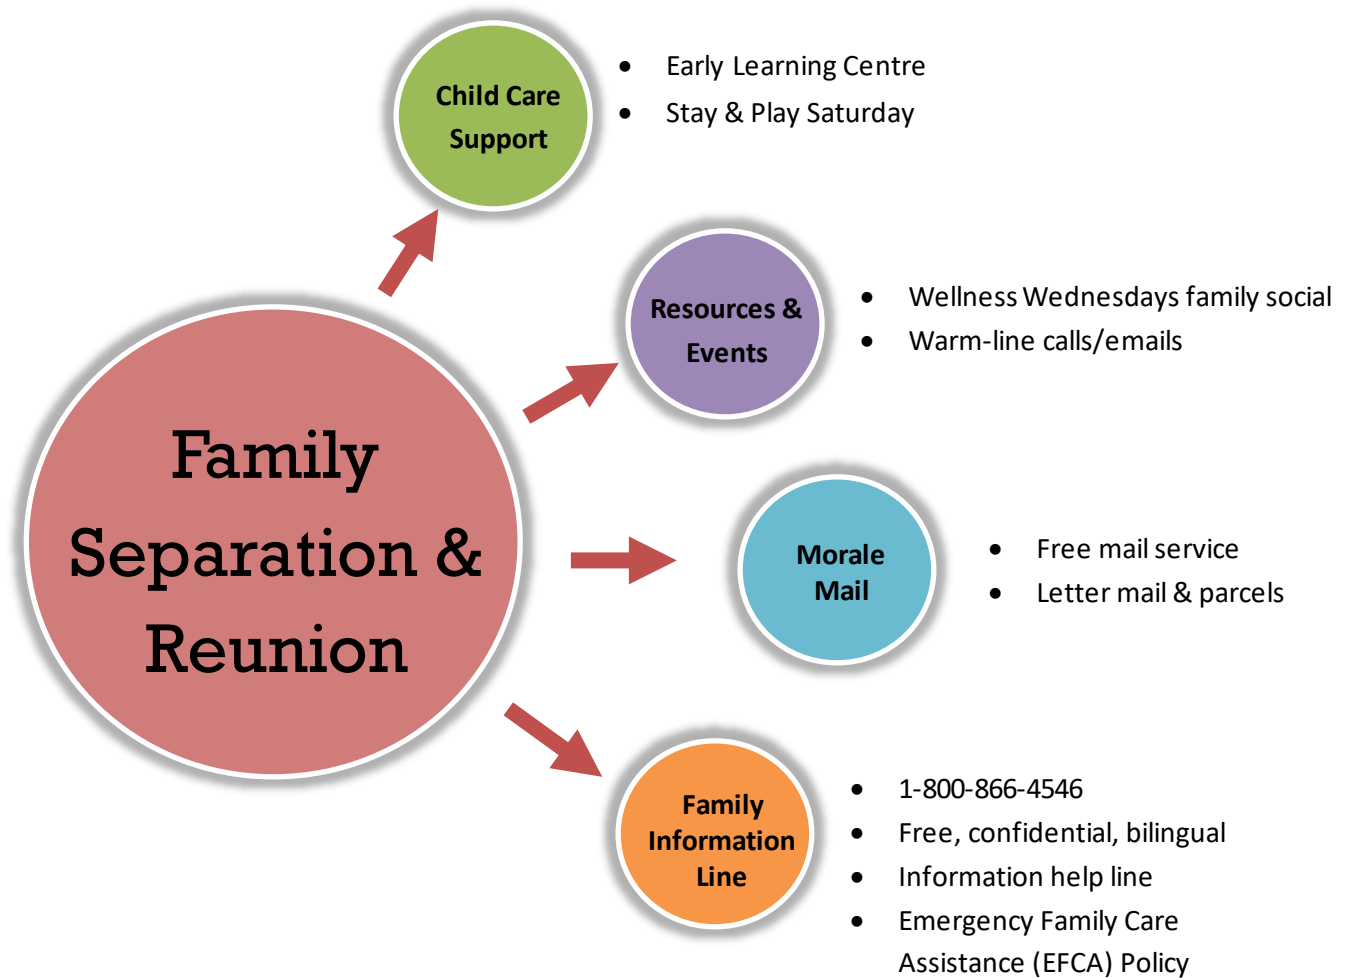 Child Care
Support
• Early Learning Centre
• Stay & Play Saturday
Resources &
Events
• Wellness Wednesdays family social
• Warm-line calls/emails
Family
Separation &
Reunion
Morale
Mail
• Free mail service
• Letter mail & parcels
Family
Information
Line
• 1-800-866-4546
• Free, confidential, bilingual
• Information help line
• Emergency Family Care
Assistance (EFCA) Policy